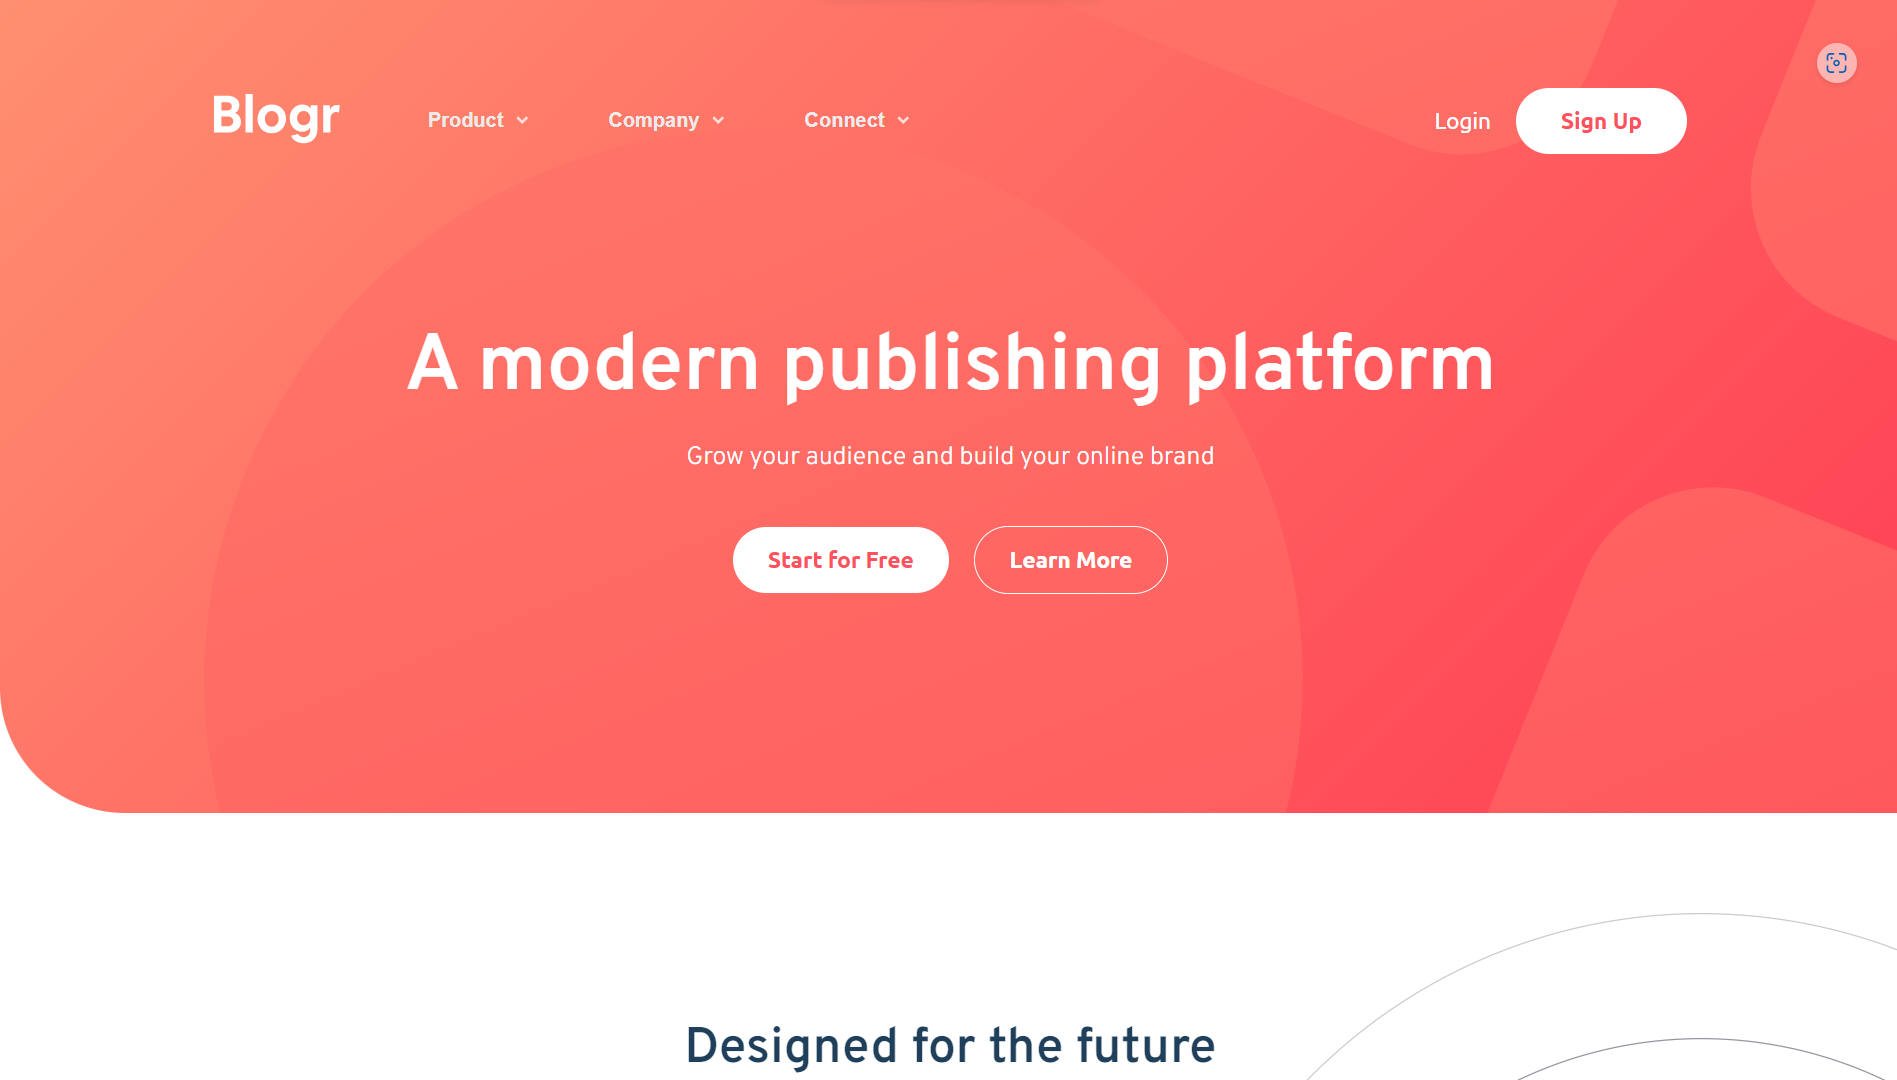 Blogr
Product
Company
Connect
Login
Sign Up
A modern publishing platform
Grow your audience and build your online brand
Start for Free
Learn More
Designed for the future